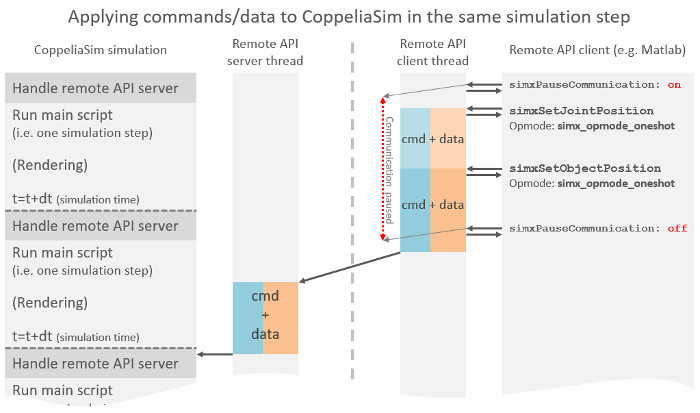 Applying commands/data to CoppeliaSim in the same simulation step
CoppeliaSim simulation
Remote API
server thread
Remote API
client thread
Remote API client (e.g. Matlab)
Handle remote API server
Run main script
(i.e. one simulation step)
(Rendering)
t=t+dt (simulation time)
Handle remote API server
Run main script
(i.e. one simulation step)
(Rendering)
t=t+dt (simulation time)
Handle remote API server
Run main script
cmd
+
data
Communication paused
cmd + data
cmd + data
simxPauseCommunication: on
simxSetJointPosition
Opmode: simx_opmode_oneshot
simxSetObjectPosition
Opmode: simx_opmode_oneshot
simxPauseCommunication: off